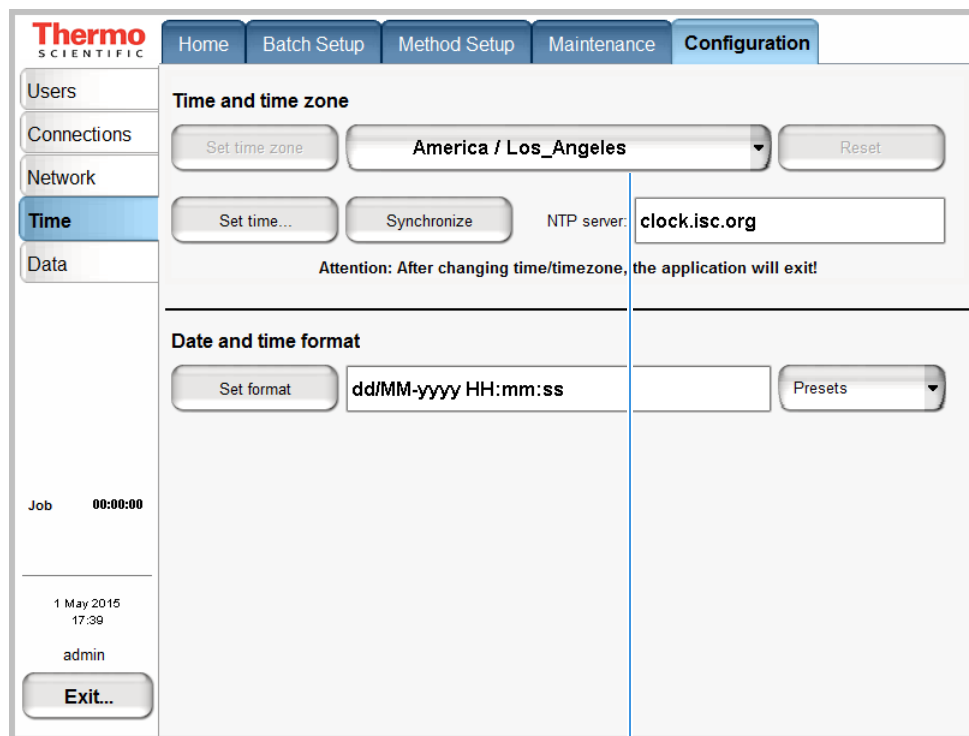 Thermo
SCIENTIFIC
Home Batch Setup Method Setup Maintenance Configuration
Users
Connections
Network
Time
Data
Time and time zone
Set time zone America / Los_Angeles Reset
Set time... Synchronize NTP server: clock.isc.org
Attention: After changing time/timezone, the application will exit!
Date and time format
Set format dd/MM-yyyy HH:mm:ss Presets
Job 00:00:00
1 May 2015
17:39
admin
Exit...